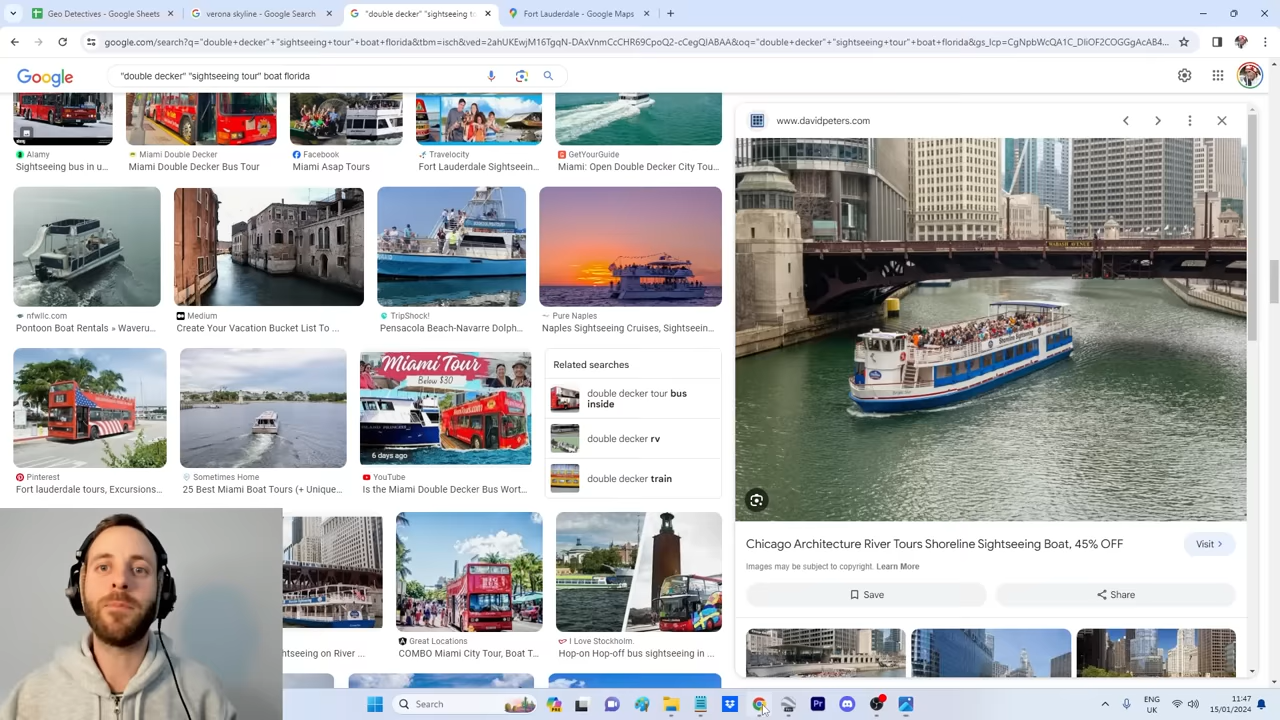 Geo Detectives - Google Sheets
verona skyline - Google Search
"double decker" "sightseeing to
Fort Lauderdale - Google Maps
google.com/search?q="double+decker"+"sightseeing+tour"+boat+florida&tbm=isch&ved=2ahUKEwjM16TgqN-DAxVnmCcCHR69CpoQ2-cCegQIABAA&oq="double+decker"+"sightseeing+tour"+boat+florida&gs_lcp=CgNpbWcQA1C_DIiOF2COGGgAcAB4...
Google
"double decker" "sightseeing tour" boat florida
www.davidpeters.com
Alamy
Sightseeing bus in u...
Miami Double Decker
Miami Double Decker Bus Tour
Facebook
Miami Asap Tours
Travelocity
Fort Lauderdale Sightseein...
GetYourGuide
Miami: Open Double Decker City Tou...
nfwllc.com
Pontoon Boat Rentals » Waveru...
Medium
Create Your Vacation Bucket List To ...
TripShock!
Pensacola Beach-Navarre Dolph...
Pure Naples
Naples Sightseeing Cruises, Sightseein...
WABASH AVENUE
Shoreline Sightseeing
Miami Tour
Below $30
6 days ago
Pinterest
Fort lauderdale tours, Excursions...
Sometimes Home
25 Best Miami Boat Tours (+ Unique...
YouTube
Is the Miami Double Decker Bus Wort...
Related searches
double decker tour bus
inside
double decker rv
double decker train
Chicago Architecture River Tours Shoreline Sightseeing Boat, 45% OFF
Visit
Images may be subject to copyright. Learn More
Save
Share
htseeing on River ...
Great Locations
COMBO Miami City Tour, Boat T...
I Love Stockholm.
Hop-on Hop-off bus sightseeing in ...
Search
ENG
UK
11:47
15/01/2024